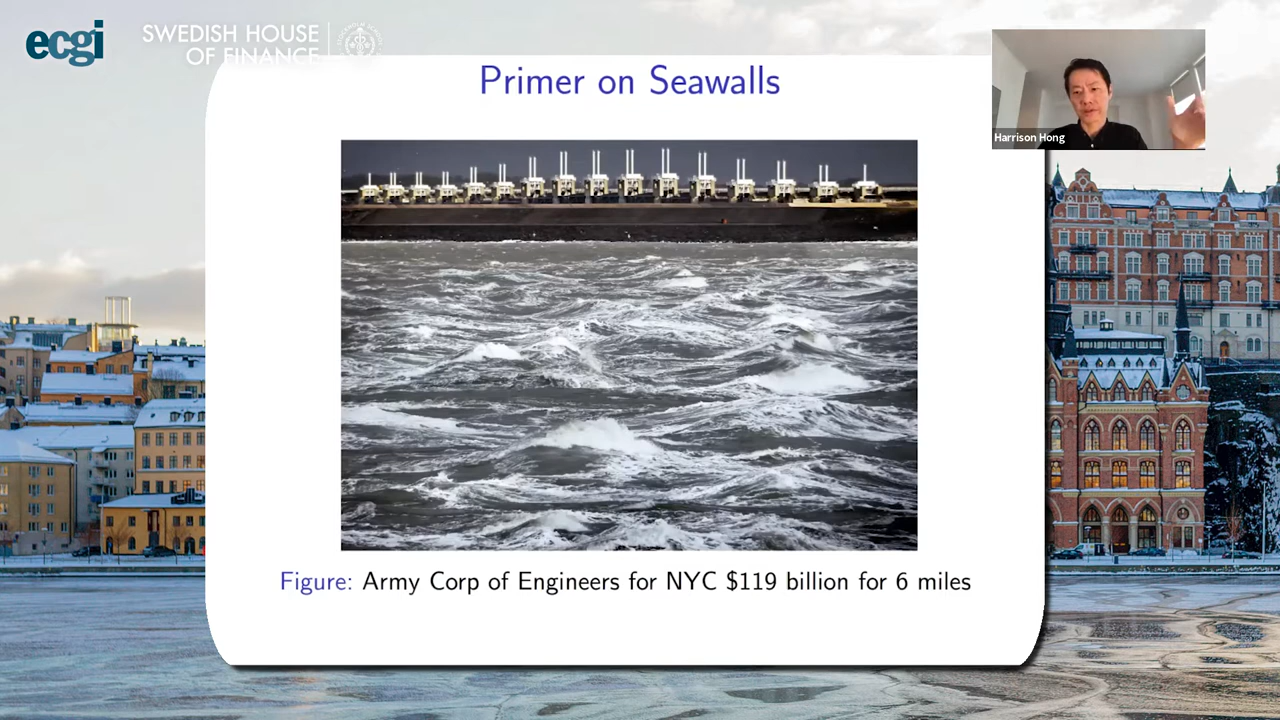 ecgi
SWEDISH HOUSE
OF FINANCE
Primer on Seawalls
Harrison Hong
Figure: Army Corp of Engineers for NYC $119 billion for 6 miles